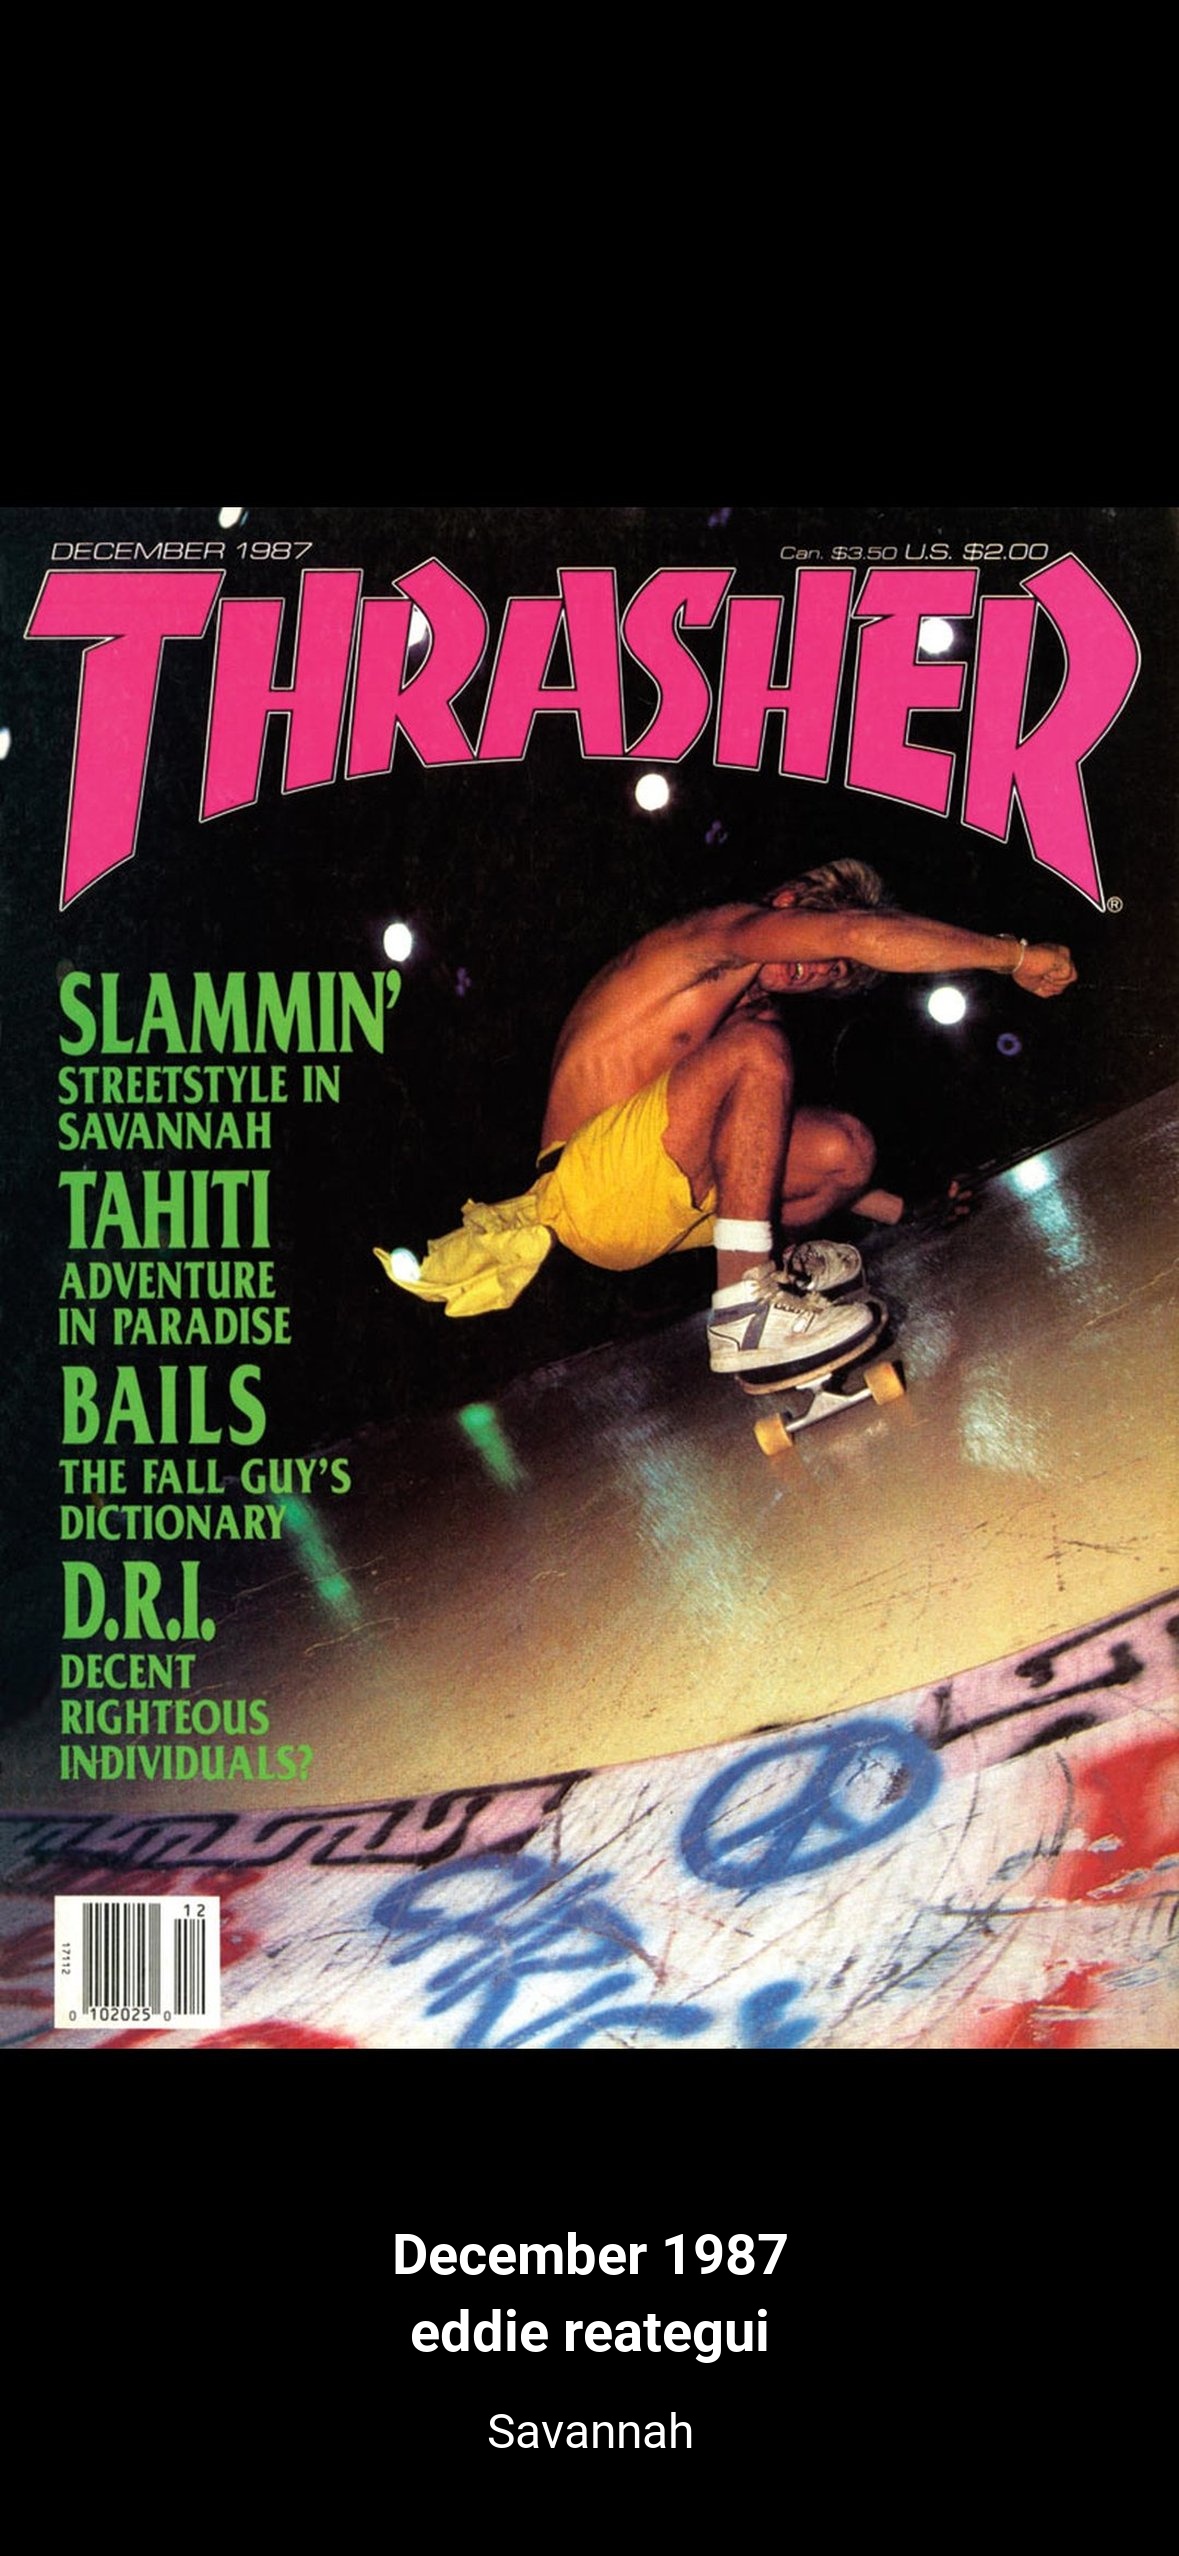 DECEMBER 1987
Can. $3.50 U.S. $2.00
THRASHER®
SLAMMIN'
STREETSTYLE IN
SAVANNAH
TAHITI
ADVENTURE
IN PARADISE
BAILS
THE FALL GUY'S
DICTIONARY
D.R.I.
DECENT
RIGHTEOUS
INDIVIDUALS?
12
17112
0 102025 0
December 1987
eddie reategui
Savannah